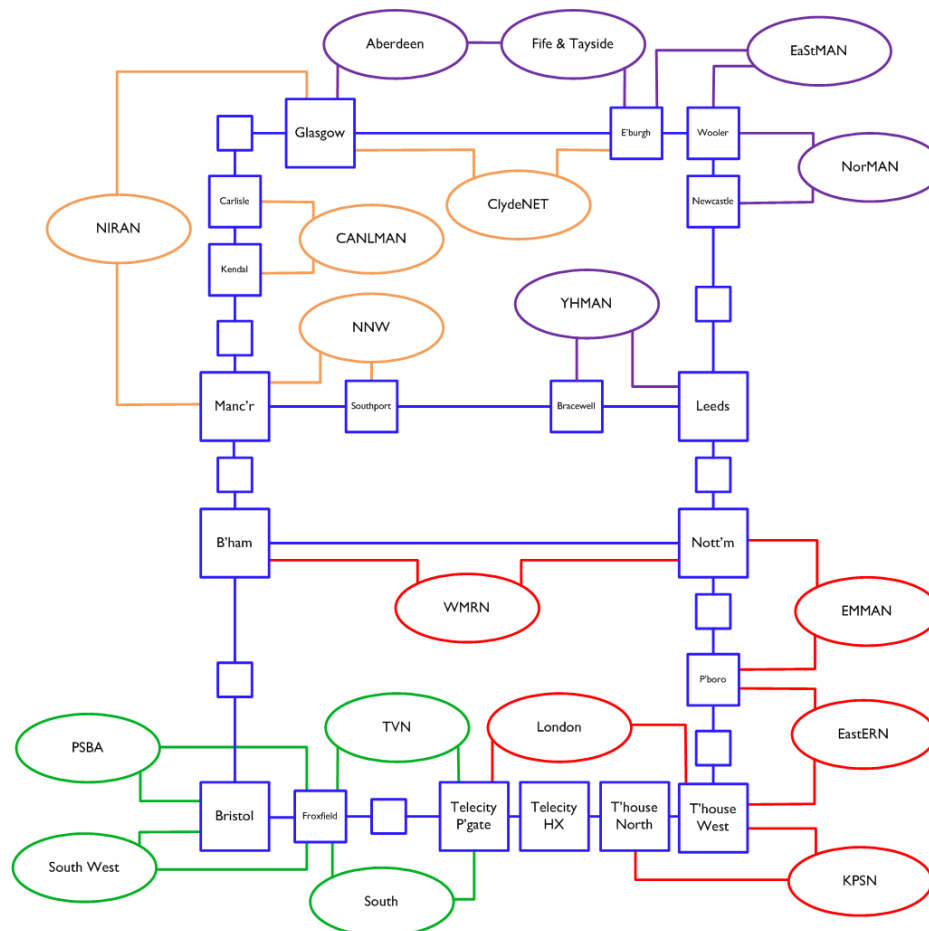 Aberdeen
Fife & Tayside
EaStMAN
Glasgow
E'burgh
Wooler
NorMAN
Carlisle
ClydeNET
Newcastle
NIRAN
CANLMAN
Kendal
YHMAN
NNW
Manc'r
Southport
Bracewell
Leeds
B'ham
Nott'm
WMRN
EMMAN
P'boro
PSBA
TVN
London
EastERN
Bristol
Froxfield
Telecity
P'gate
Telecity
HX
T'house
North
T'house
West
South West
South
KPSN